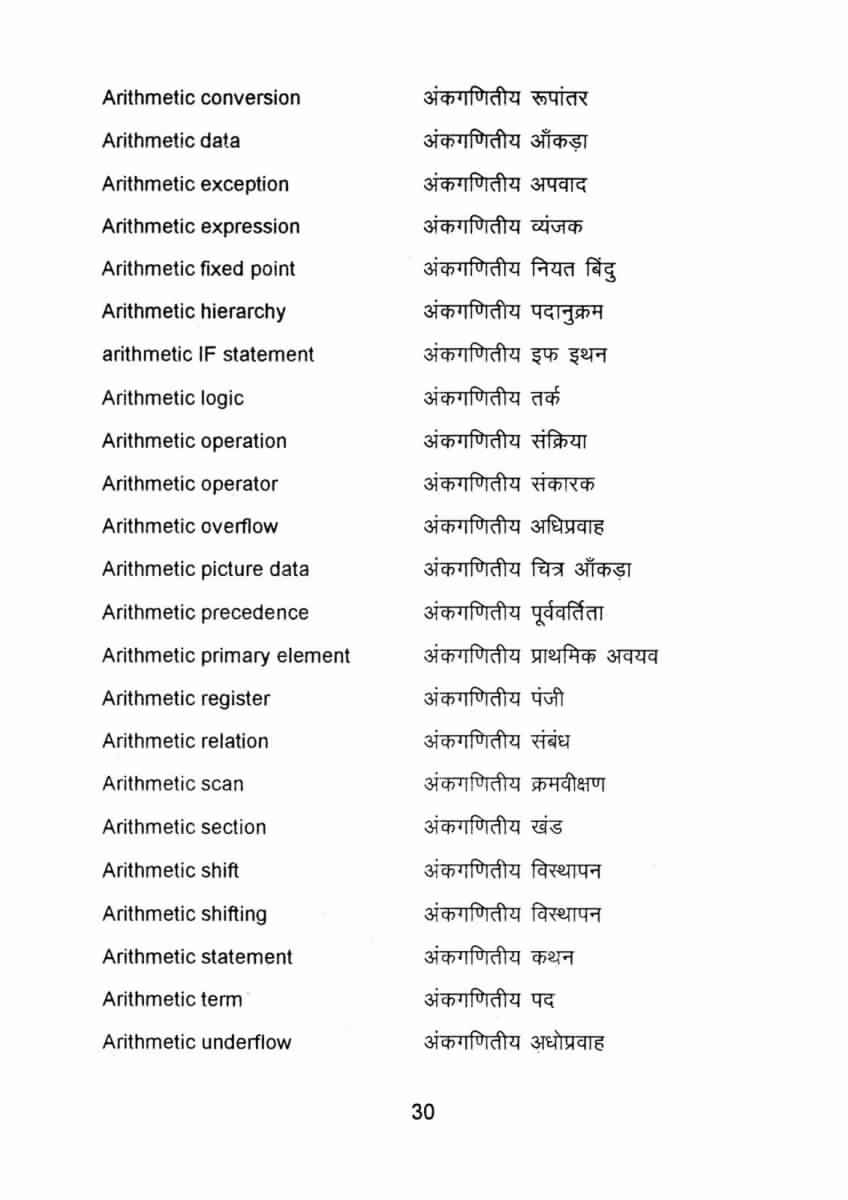 Arithmetic conversion अंकगणितीय रूपांतर
Arithmetic data अंकगणितीय आँकड़ा
Arithmetic exception अंकगणितीय अपवाद
Arithmetic expression अंकगणितीय व्यंजक
Arithmetic fixed point अंकगणितीय नियत बिंदु
Arithmetic hierarchy अंकगणितीय पदानुक्रम
arithmetic IF statement अंकगणितीय इफ इथन
Arithmetic logic अंकगणितीय तर्क
Arithmetic operation अंकगणितीय संक्रिया
Arithmetic operator अंकगणितीय संकारक
Arithmetic overflow अंकगणितीय अधिप्रवाह
Arithmetic picture data अंकगणितीय चित्र आँकड़ा
Arithmetic precedence अंकगणितीय पूर्ववर्तिता
Arithmetic primary element अंकगणितीय प्राथमिक अवयव
Arithmetic register अंकगणितीय पंजी
Arithmetic relation अंकगणितीय संबंध
Arithmetic scan अंकगणितीय क्रमवीक्षण
Arithmetic section अंकगणितीय खंड
Arithmetic shift अंकगणितीय विस्थापन
Arithmetic shifting अंकगणितीय विस्थापन
Arithmetic statement अंकगणितीय कथन
Arithmetic term अंकगणितीय पद
Arithmetic underflow अंकगणितीय अधोप्रवाह
30